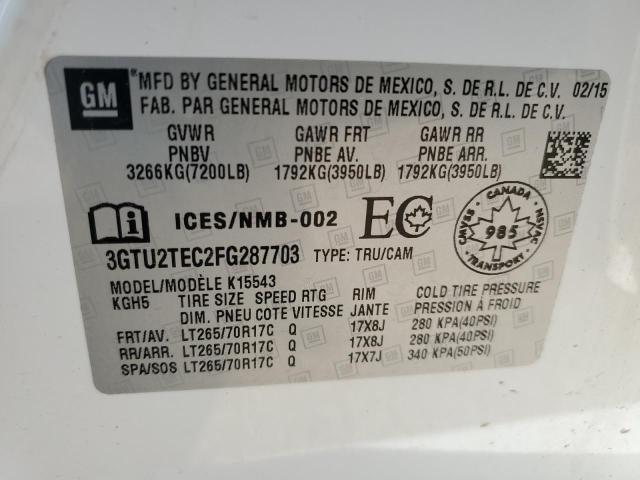 GM
MFD BY GENERAL MOTORS DE MEXICO, S. DE R.L. DE C.V. 02/15
FAB. PAR GENERAL MOTORS DE MEXICO, S. DE R.L. DE C.V.
GVWR GAWR FRT GAWR RR
PNBV PNBE AV. PNBE ARR.
3266KG(7200LB) 1792KG(3950LB) 1792KG(3950LB)
i ICES/NMB-002 EC
CANADA
CMVSS 985 NSVAC
TRANSPORT
3GTU2TEC2FG287703 TYPE: TRU/CAM
MODEL/MODÈLE K15543
KGH5 TIRE SIZE SPEED RTG RIM COLD TIRE PRESSURE
DIM. PNEU COTE VITESSE JANTE PRESSION À FROID
FRT/AV. LT265/70R17C Q 17X8J 280 KPA(40PSI)
RR/ARR. LT265/70R17C Q 17X8J 280 KPA(40PSI)
SPA/SOS LT265/70R17C Q 17X7J 340 KPA(50PSI)